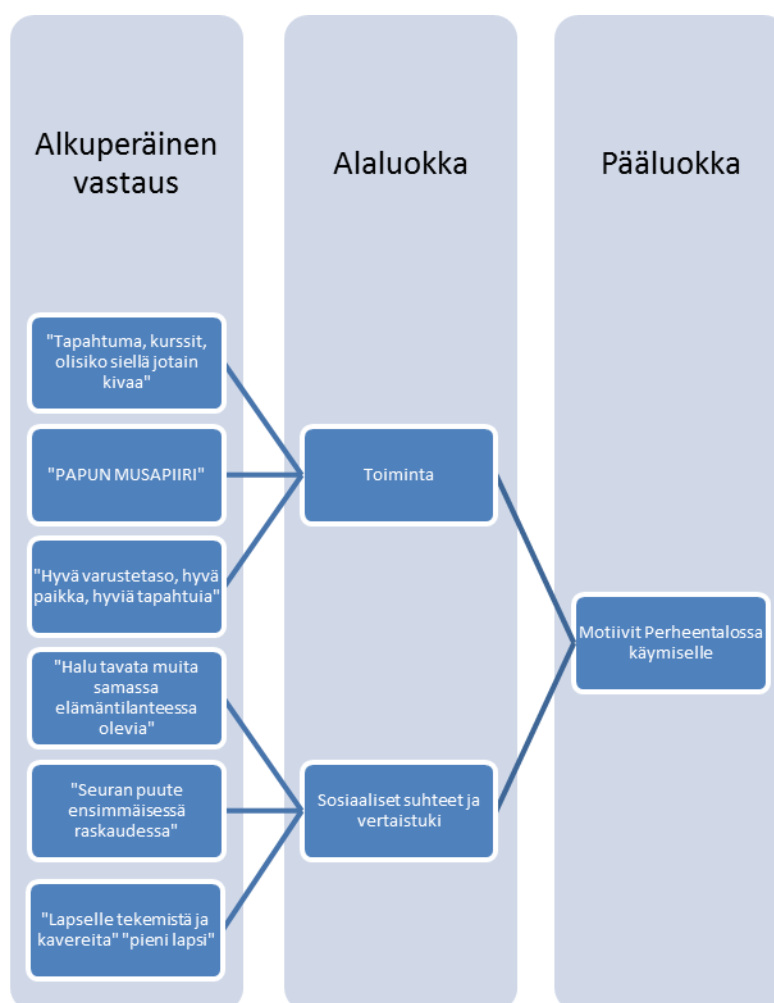 Alkuperäinen
vastaus
Alaluokka
Pääluokka
"Tapahtuma, kurssit,
olisiko siellä jotain
kivaa"
"PAPUN MUSAPIIRI"
"Hyvä varustetaso, hyvä
paikka, hyviä tapahtuia"
"Halu tavata muita
samassa
elämäntilanteessa
olevia"
"Seuran puute
ensimmäisessä
raskaudessa"
"Lapselle tekemistä ja
kavereita" "pieni lapsi"
Toiminta
Sosiaaliset suhteet ja
vertaistuki
Motiivit Perheentalossa
käymiselle